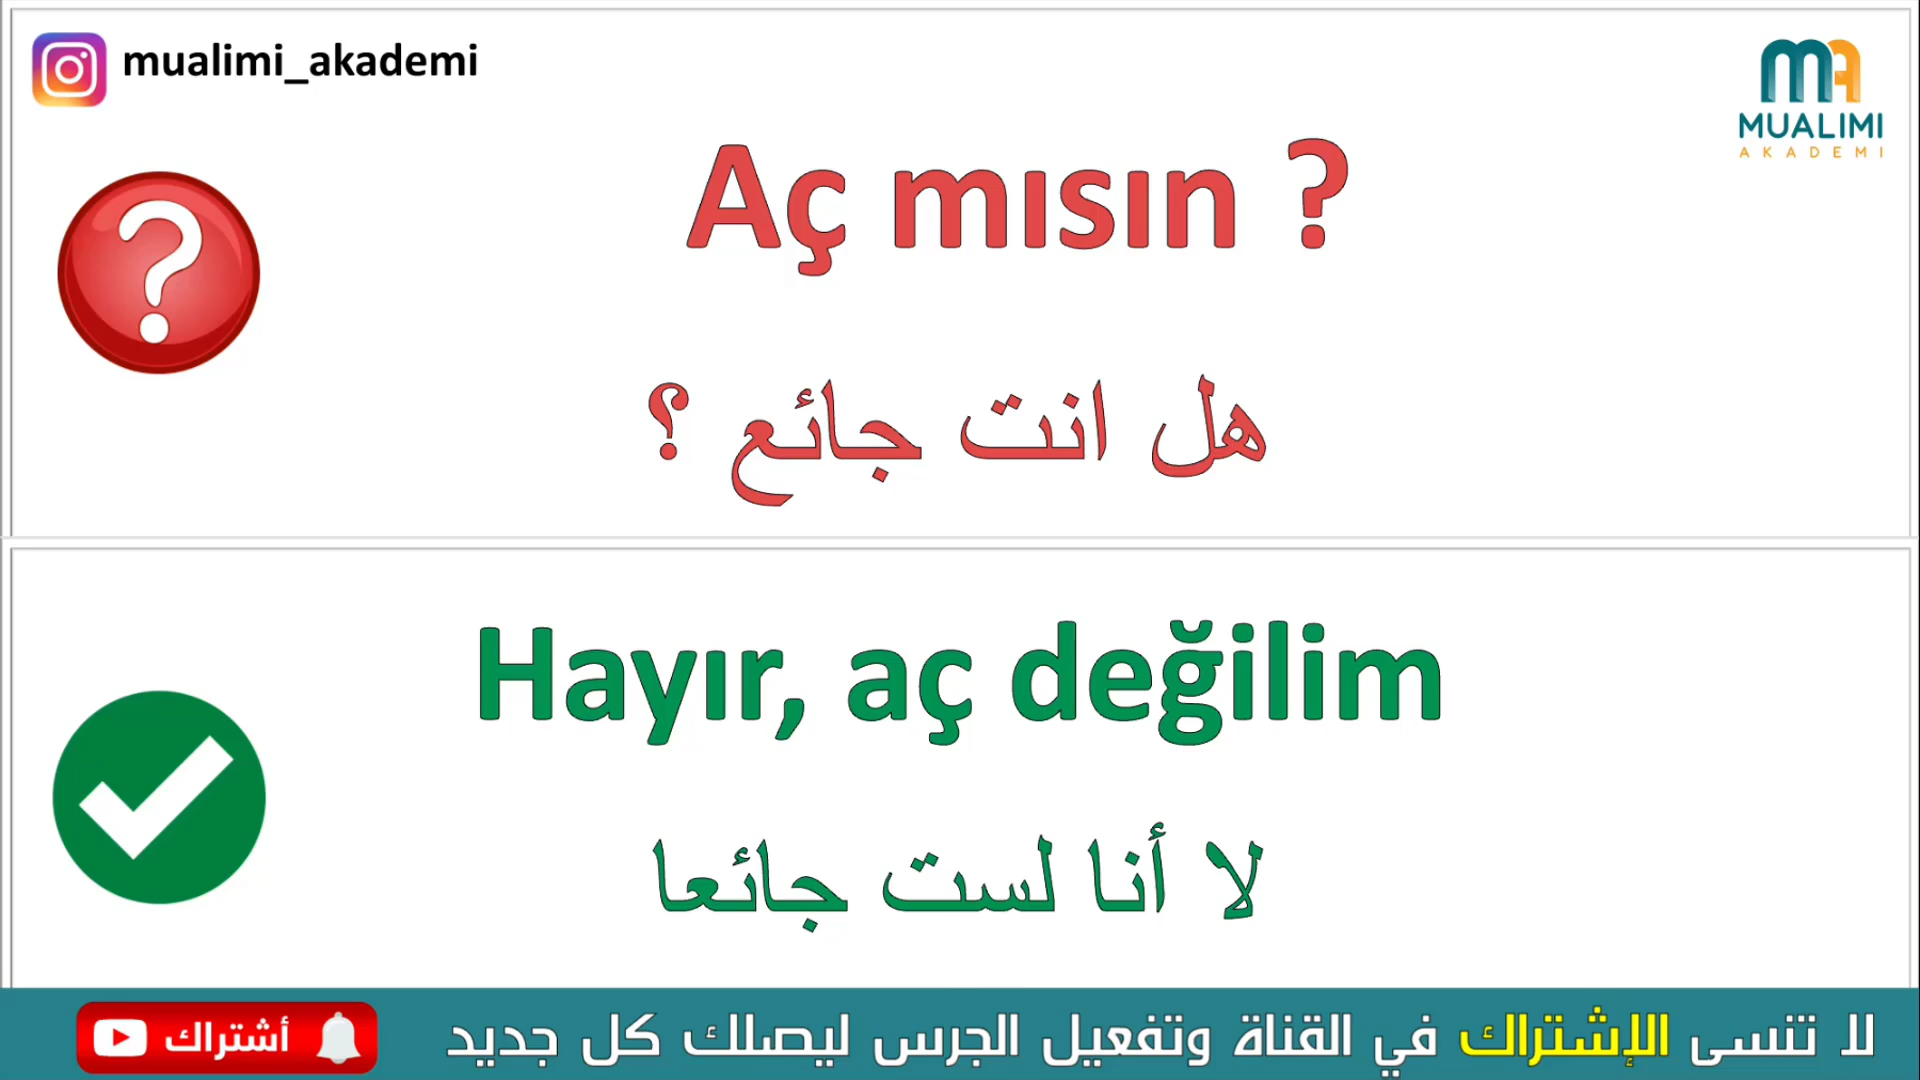 mualimi_akademi
MUALIMI
AKADEMI
Aç mısın ?
هل انت جائع ؟
Hayır, aç değilim
لا أنا لست جائعا
أشتراك
لا تنسى الإشتراك في القناة وتفعيل الجرس ليصلك كل جديد